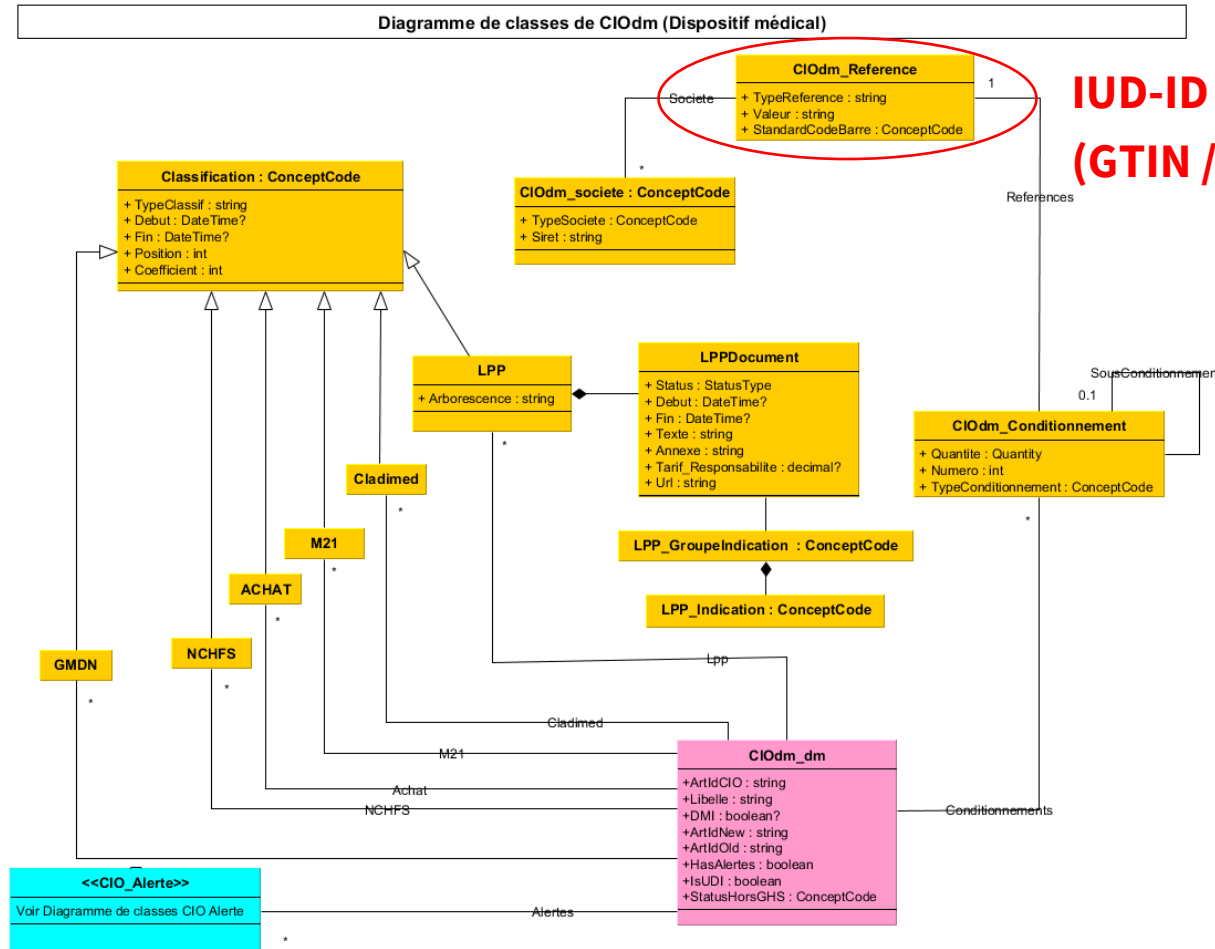 Diagramme de classes de CIOdm (Dispositif médical)
CIOdm_Reference
+ TypeReference : string
+ Valeur : string
+ StandardCodeBarre : ConceptCode
Societe
1
IUD-ID
(GTIN /
References
*
CIOdm_societe : ConceptCode
+ TypeSociete : ConceptCode
+ Siret : string
Classification : ConceptCode
+ TypeClassif : string
+ Debut : DateTime?
+ Fin : DateTime?
+ Position : int
+ Coefficient : int
LPP
+ Arborescence : string
*
LPPDocument
+ Status : StatusType
+ Debut : DateTime?
+ Fin : DateTime?
+ Texte : string
+ Annexe : string
+ Tarif_Responsabilite : decimal?
+ Url : string
SousConditionnement
0.1
CIOdm_Conditionnement
+ Quantite : Quantity
+ Numero : int
+ TypeConditionnement : ConceptCode
*
Cladimed
*
M21
*
LPP_GroupeIndication : ConceptCode
LPP_Indication : ConceptCode
ACHAT
*
NCHFS
*
GMDN
*
Lpp
Cladimed
M21
Achat
NCHFS
CIOdm_dm
+ArtIdCIO : string
+Libelle : string
+DMI : boolean?
+ArtIdNew : string
+ArtIdOld : string
+HasAlertes : boolean
+IsUDI : boolean
+StatusHorsGHS : ConceptCode
Conditionnements
<<CIO_Alerte>>
Voir Diagramme de classes CIO Alerte
Alertes
*